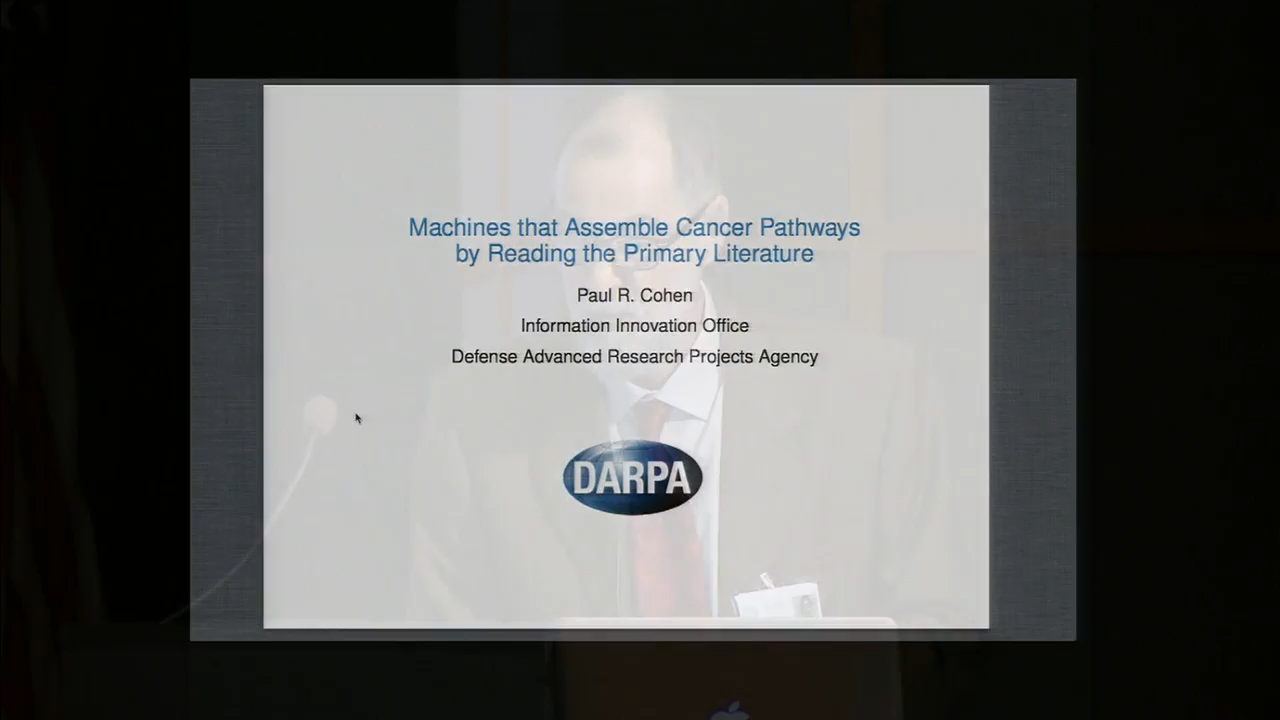 Machines that Assemble Cancer Pathways
by Reading the Primary Literature
Paul R. Cohen
Information Innovation Office
Defense Advanced Research Projects Agency
DARPA